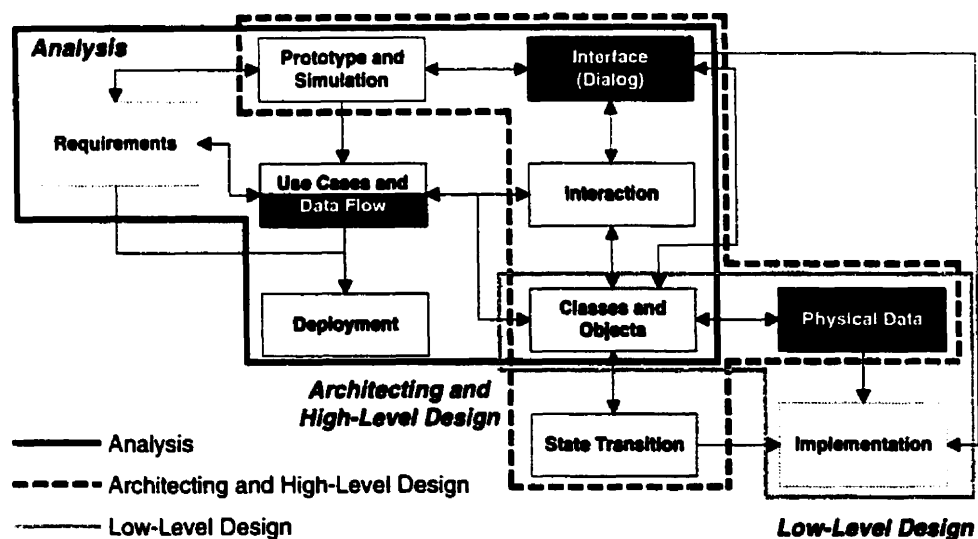 Analysis
Prototype and
Simulation
Interface
(Dialog)
Requirements
Use Cases and
Data Flow
Interaction
Deployment
Classes and
Objects
Physical Data
Architecting and
High-Level Design
State Transition
Implementation
Analysis
Architecting and High-Level Design
Low-Level Design
Low-Level Design